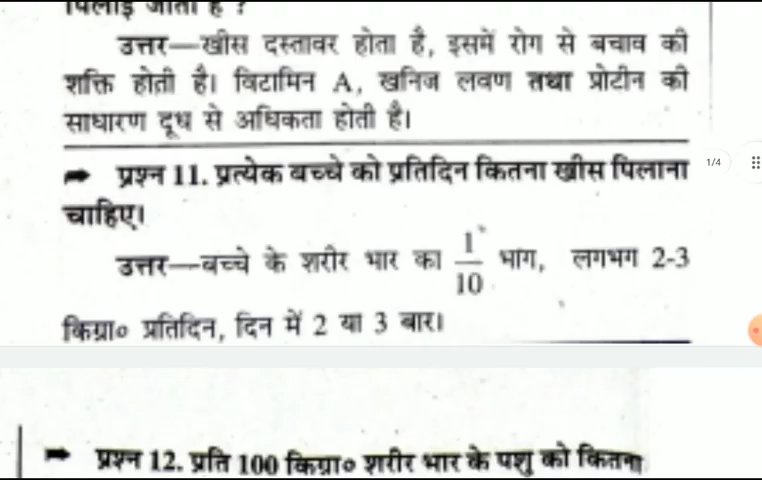 पिलाई जाती है ?
उत्तर—खीस दस्तावर होता है, इसमें रोग से बचाव की
शक्ति होती है। विटामिन A, खनिज लवण तथा प्रोटीन की
साधारण दूध से अधिकता होती है।
➡ प्रश्न 11. प्रत्येक बच्चे को प्रतिदिन कितना खीस पिलाना
1/4
चाहिए।
उत्तर—बच्चे के शरीर भार का 1/10 भाग, लगभग 2-3
किग्रा० प्रतिदिन, दिन में 2 या 3 बार।
➡ प्रश्न 12. प्रति 100 किग्रा० शरीर भार के पशु को कितना